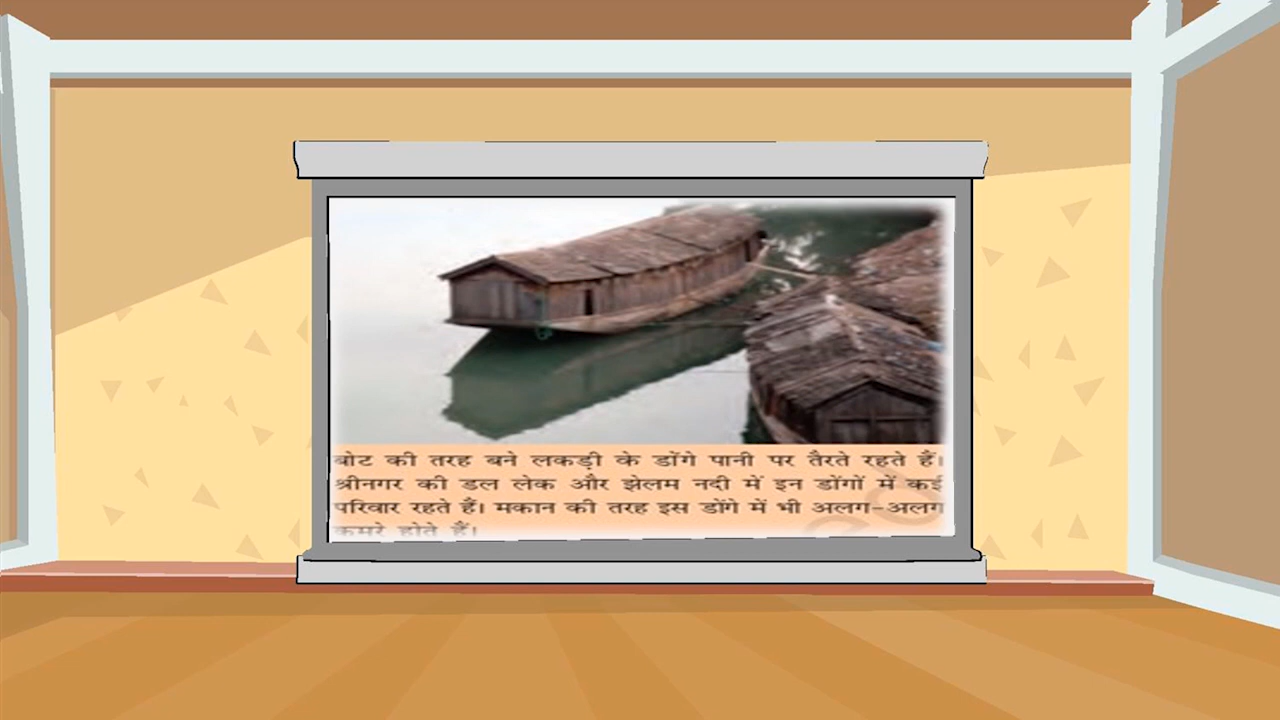 बोट की तरह बने लकड़ी के डोंगे पानी पर तैरते रहते हैं।
श्रीनगर की डल लेक और झेलम नदी में इन डोंगों में कई
परिवार रहते हैं। मकान की तरह इस डोंगे में भी अलग-अलग
कमरे होते हैं।